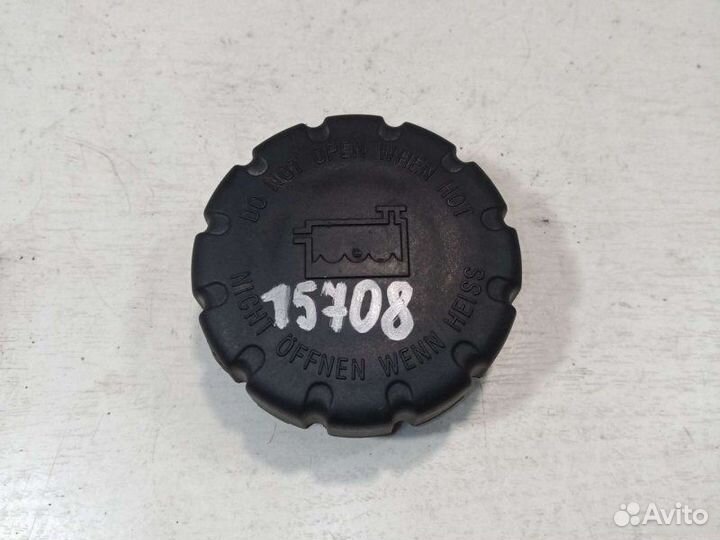 DO NOT OPEN WHEN HOT
15708
NICHT ÖFFNEN WENN HEISS
Avito